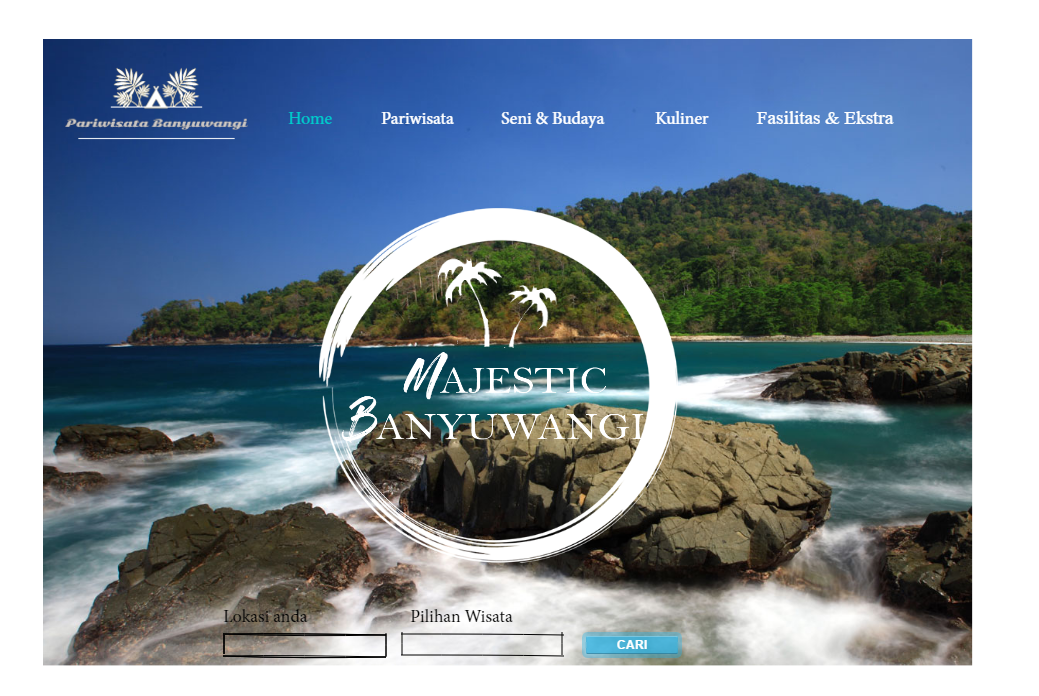 Pariwisata Banyuwangi
Home Pariwisata Seni & Budaya Kuliner Fasilitas & Ekstra
MAJESTIC
BANYUWANGI
Lokasi anda Pilihan Wisata
CARI